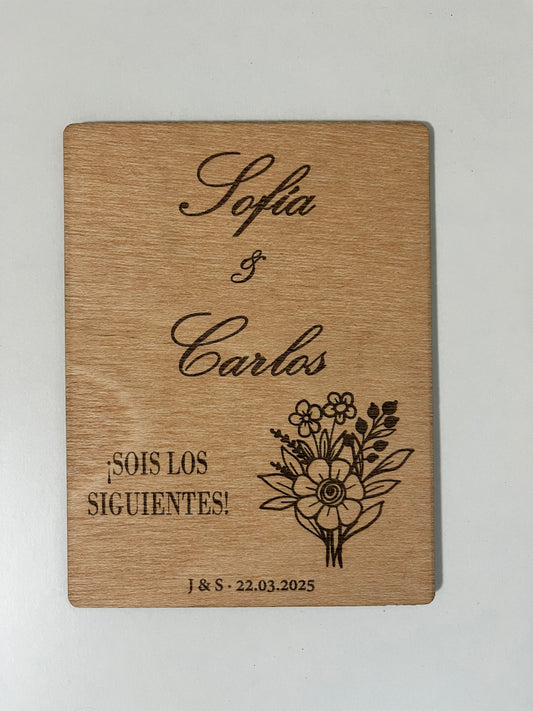 Sofía
&
Carlos
¡SOIS LOS
SIGUIENTES!
J & S · 22.03.2025